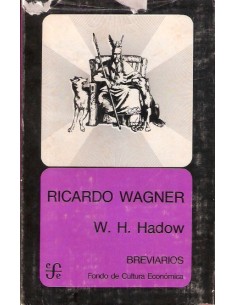 RICARDO WAGNER
W. H. Hadow
BREVIARIOS
Fondo de Cultura Económica